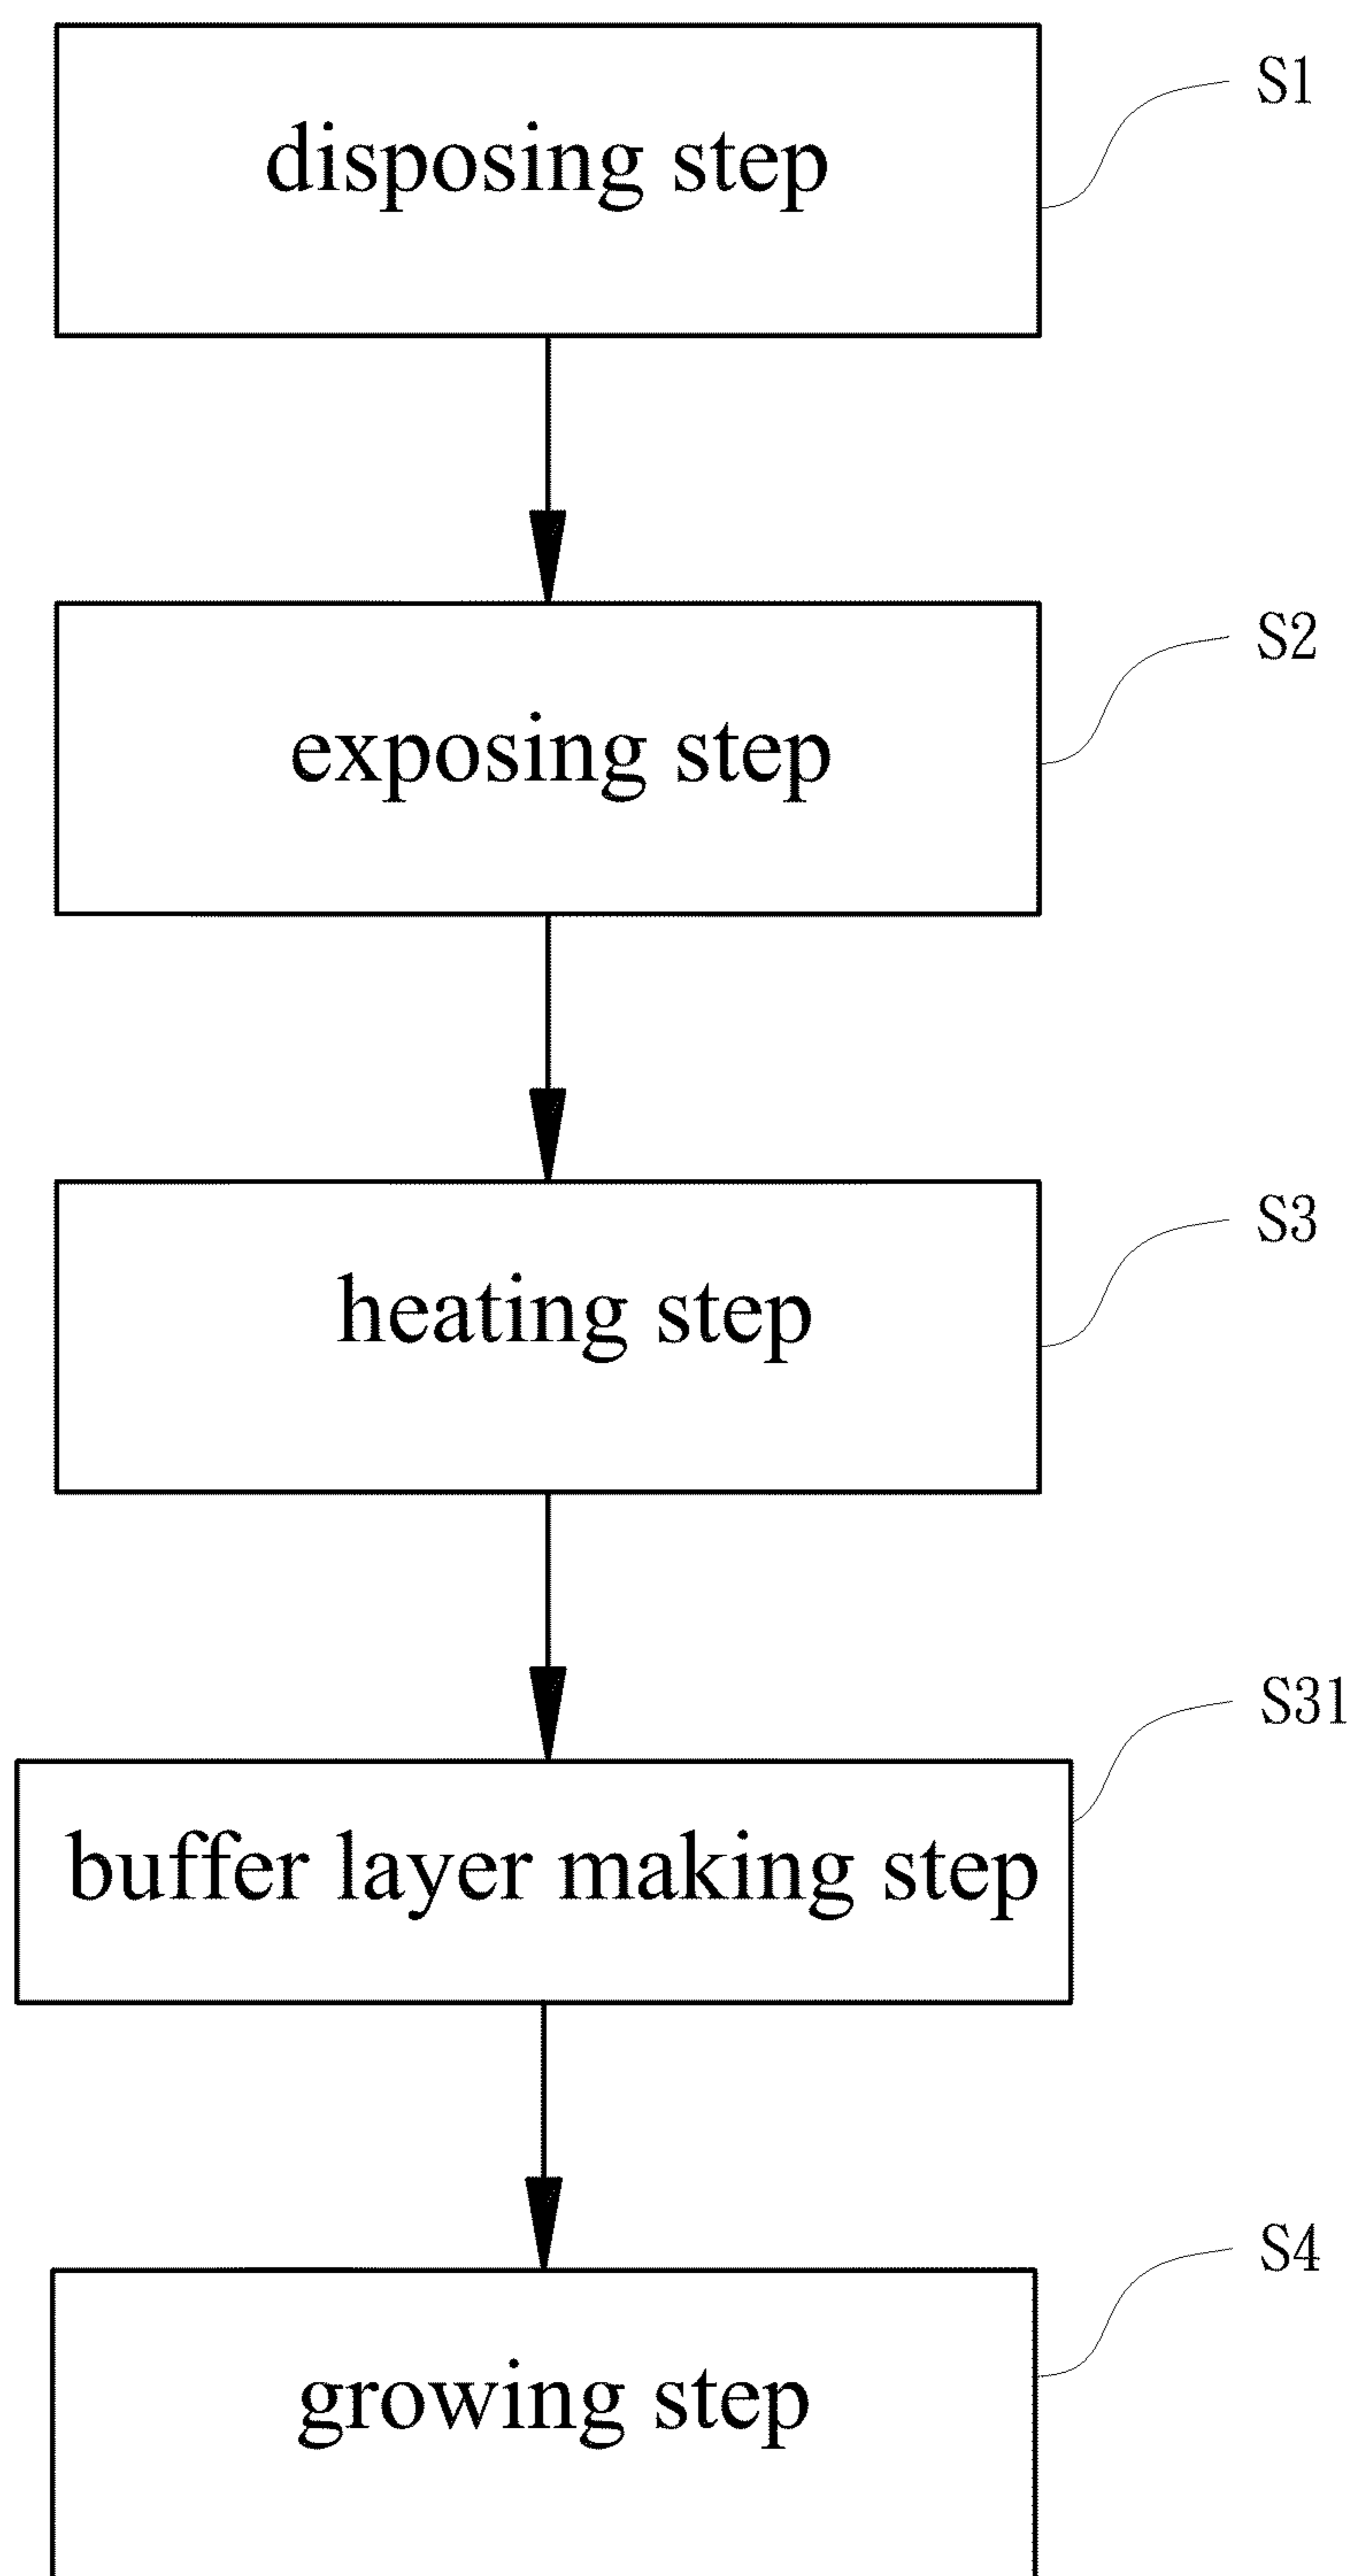 disposing step
S1
exposing step
S2
heating step
S3
buffer layer making step
S31
growing step
S4